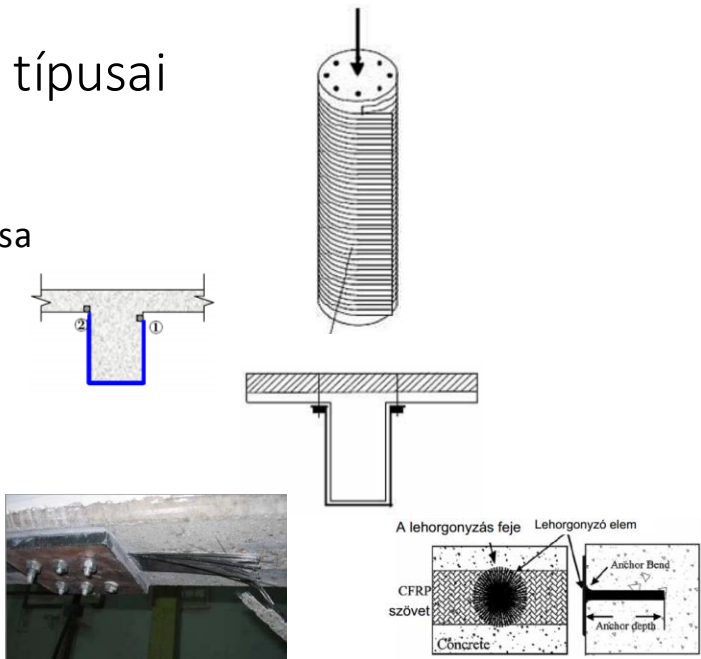 típusai
sa
② ①
A lehorgonyzás feje
Lehorgonyzó elem
CFRP
szövet
Concrete
Anchor Bend
Anchor depth